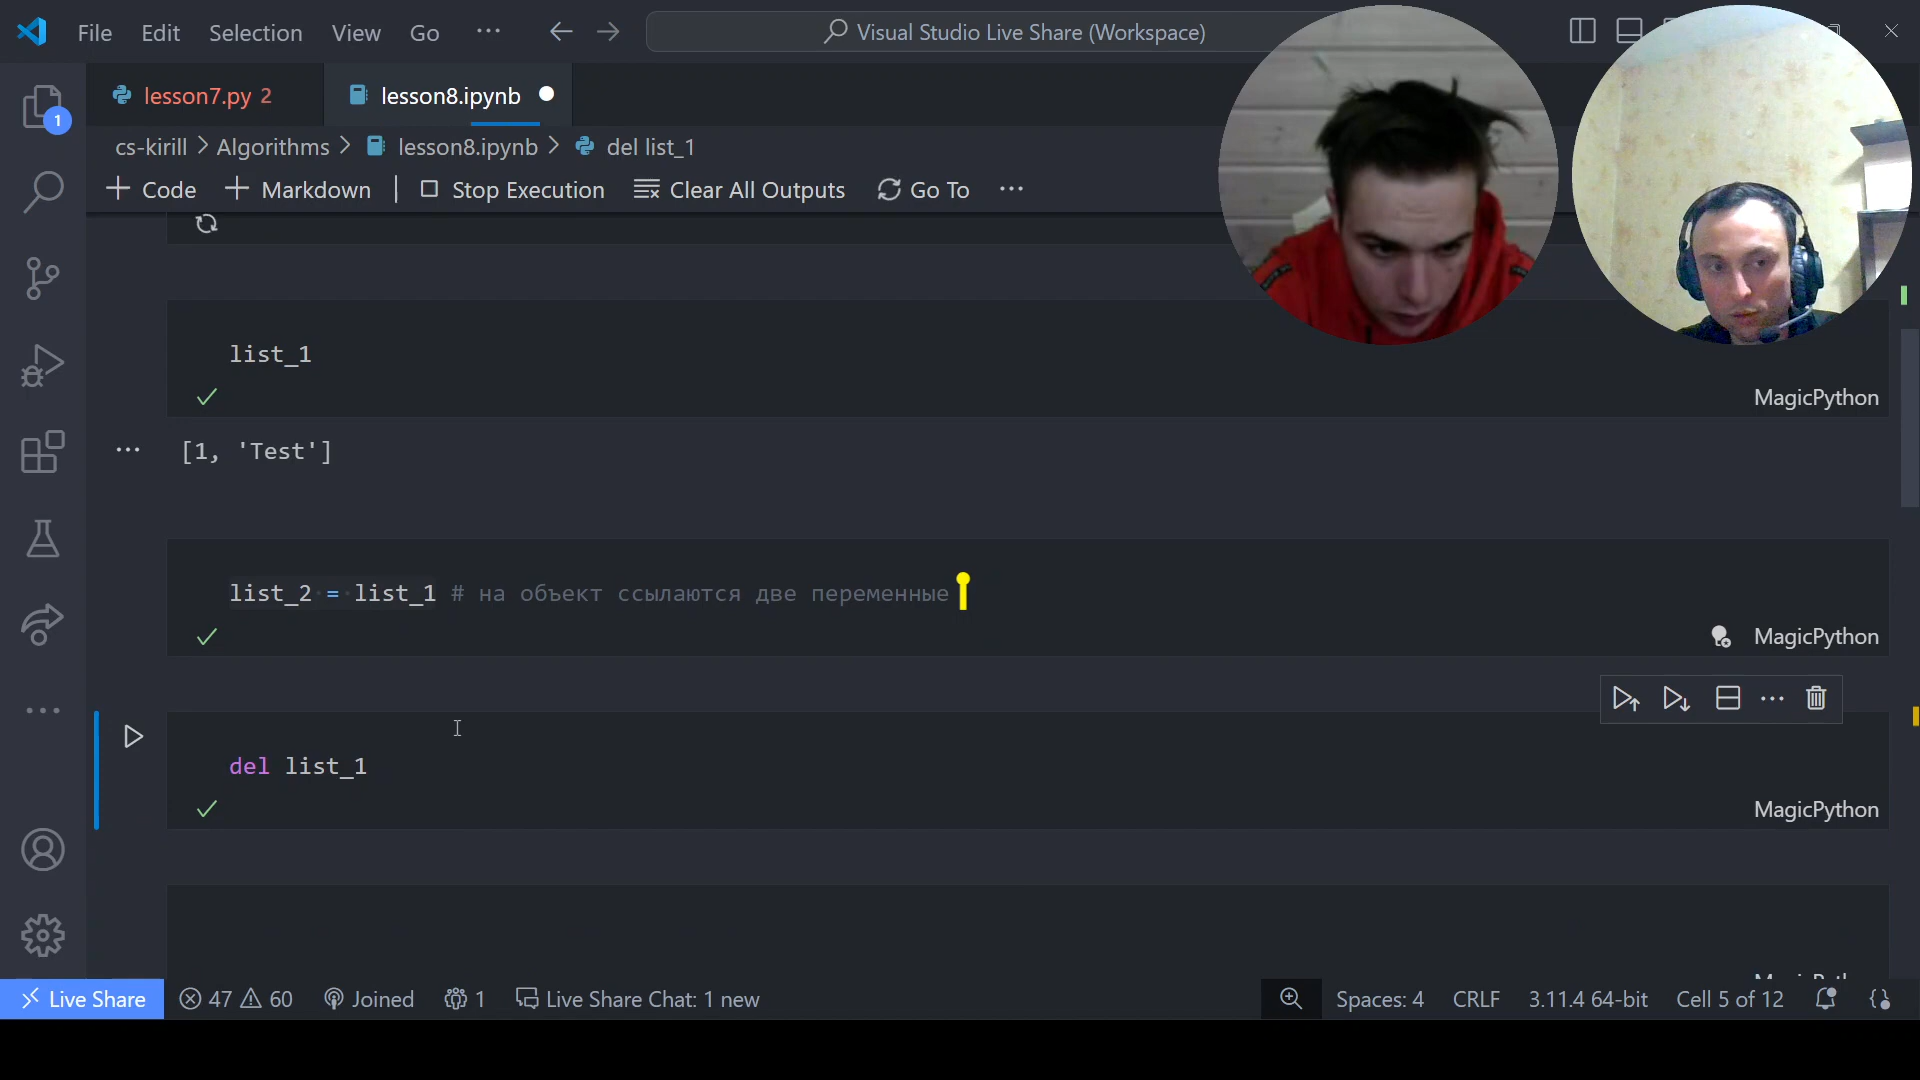 File Edit Selection View Go ... Visual Studio Live Share (Workspace)
lesson7.py 2 lesson8.ipynb
1
cs-kirill > Algorithms > lesson8.ipynb > del list_1
+ Code + Markdown | Stop Execution Clear All Outputs Go To ...
list_1
MagicPython
... [1, 'Test']
list_2 = list_1 # на объект ссылаются две переменные
MagicPython
del list_1
MagicPython
Live Share 47 60 Joined 1 Live Share Chat: 1 new Spaces: 4 CRLF 3.11.4 64-bit Cell 5 of 12